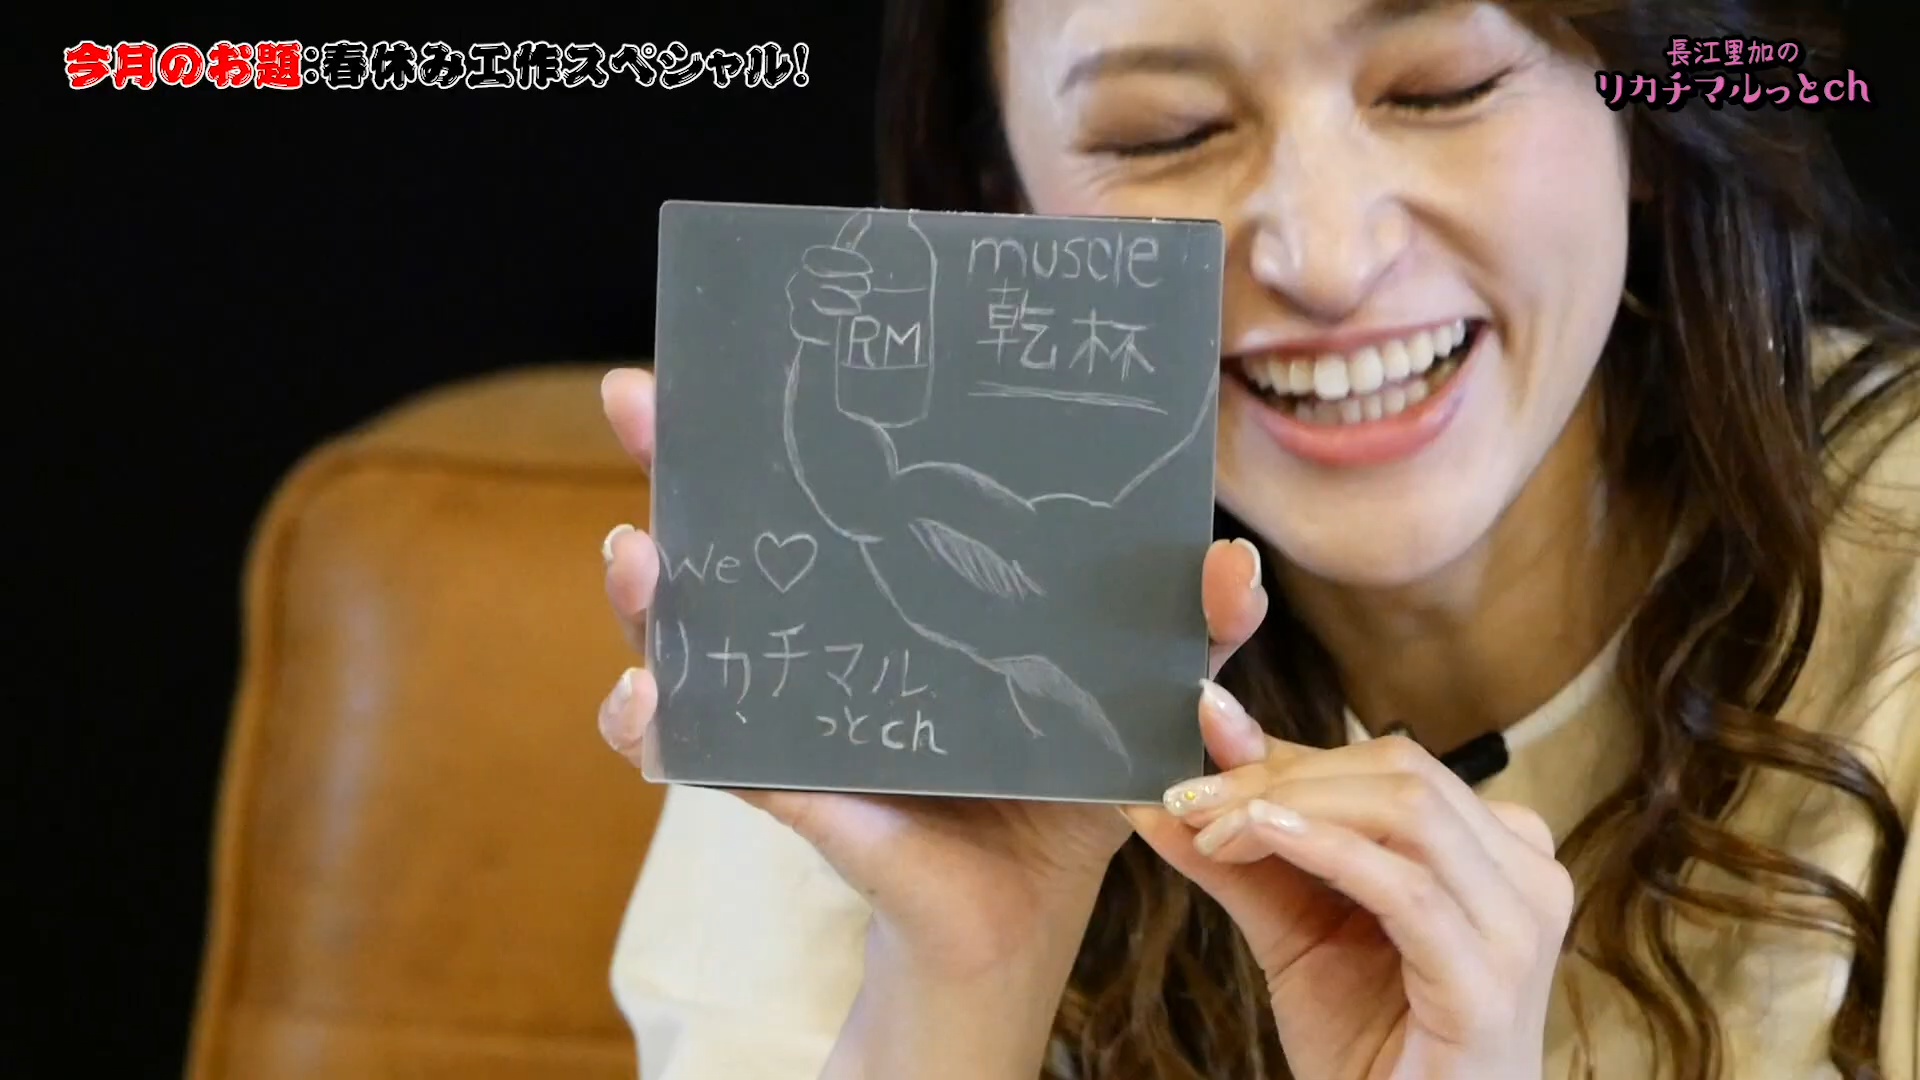 今月のお題:春休み工作スペシャル!
長江里加の
リカチマルっとch
muscle
乾杯
RM
We♡
リカチマル
っとch